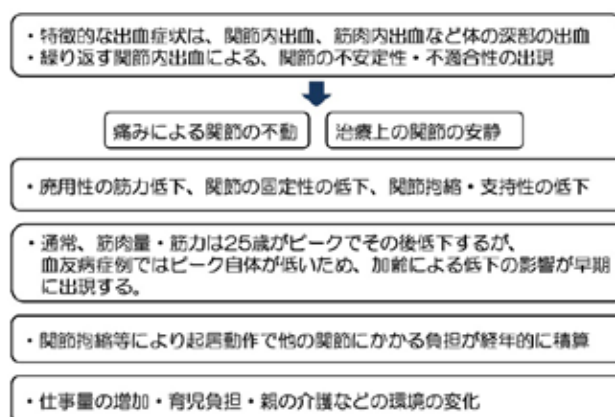 ・特徴的な出血症状は、関節内出血、筋肉内出血など体の深部の出血
・繰り返す関節内出血による、関節の不安定性・不適合性の出現
痛みによる関節の不動
治療上の関節の安静
・廃用性の筋力低下、関節の固定性の低下、関節拘縮・支持性の低下
・通常、筋肉量・筋力は25歳がピークでその後低下するが、
血友病症例ではピーク自体が低いため、加齢による低下の影響が早期
に出現する。
・関節拘縮等により起居動作で他の関節にかかる負担が経年的に積算
・仕事量の増加・育児負担・親の介護などの環境の変化